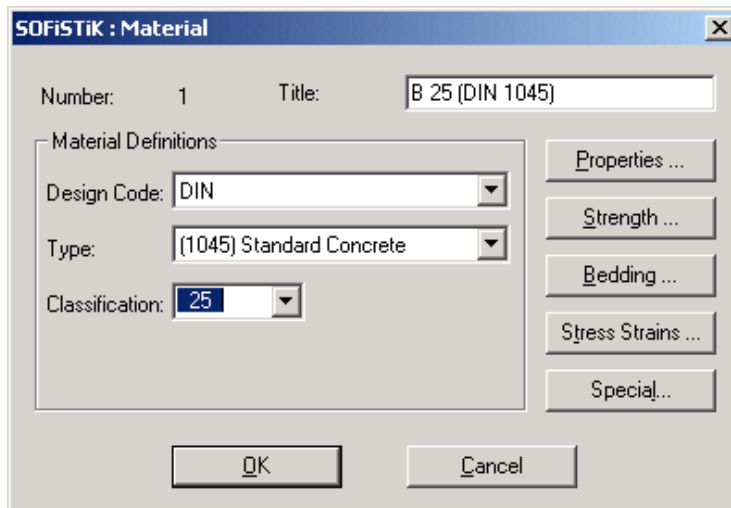 SOFiSTiK : Material
Number: 1 Title: B 25 (DIN 1045)
Material Definitions
Design Code: DIN
Type: (1045) Standard Concrete
Classification: 25
Properties ...
Strength ...
Bedding ...
Stress Strains ...
Special...
OK Cancel